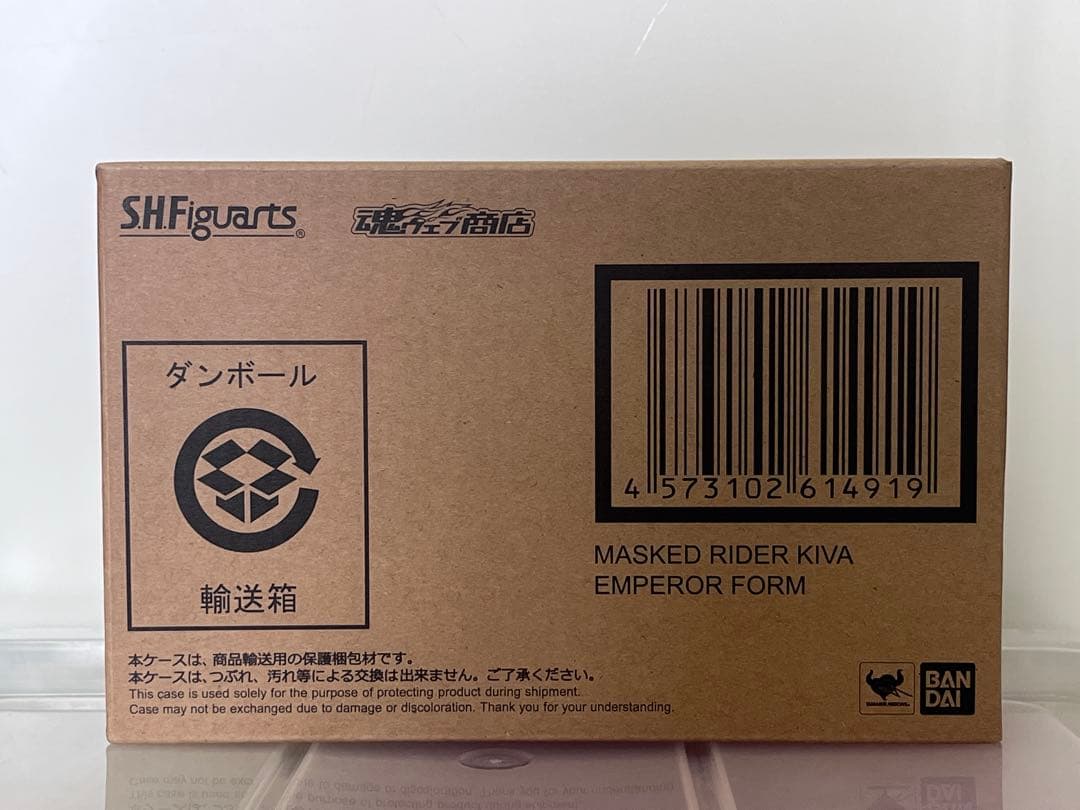 S.H.Figuarts®
魂ウェブ商店
ダンボール
輸送箱
4 573102 614919
MASKED RIDER KIVA
EMPEROR FORM
本ケースは、商品輸送用の保護梱包材です。
本ケースは、つぶれ、汚れ等による交換は出来ません。ご了承ください。
This case is used solely for the purpose of protecting product during shipment.
Case may not be exchanged due to damage or discoloration. Thank you for your understanding.
TAMASHII NATIONS
BAN
DAI